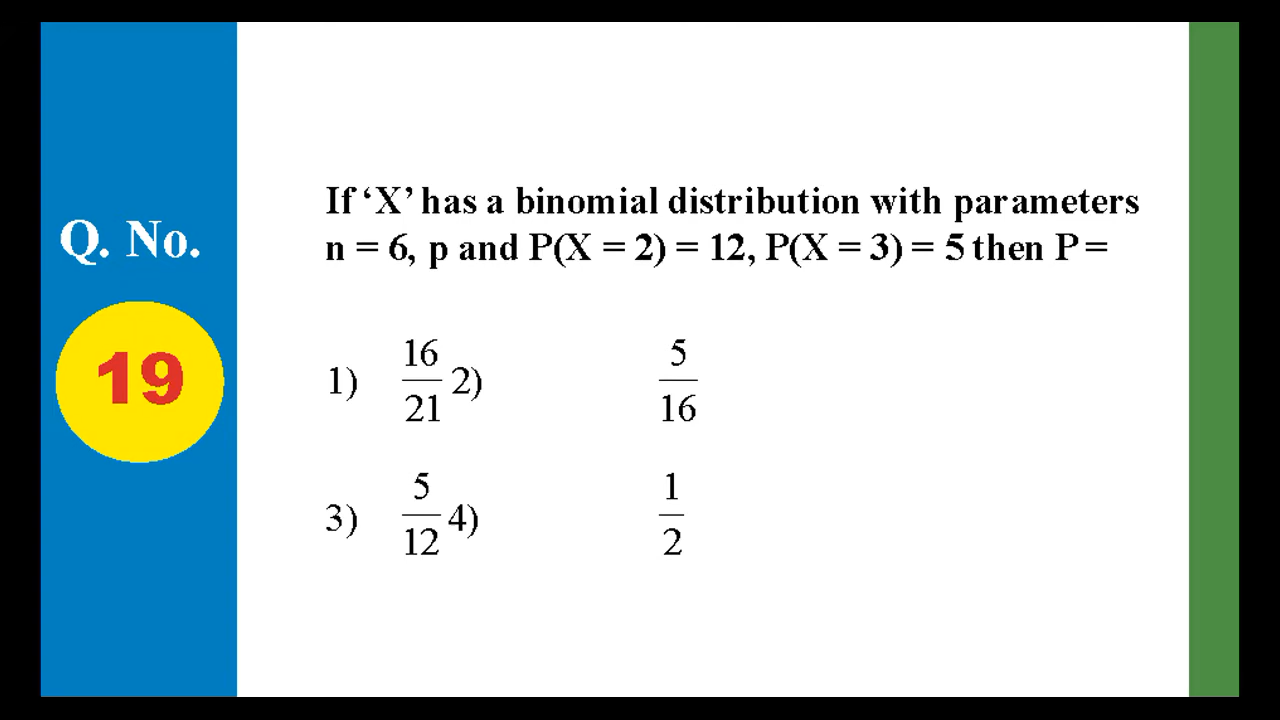 Q. No.
19
If ‘X’ has a binomial distribution with parameters
n = 6, p and P(X = 2) = 12, P(X = 3) = 5 then P =
1) 16/21 2) 5/16
3) 5/12 4) 1/2